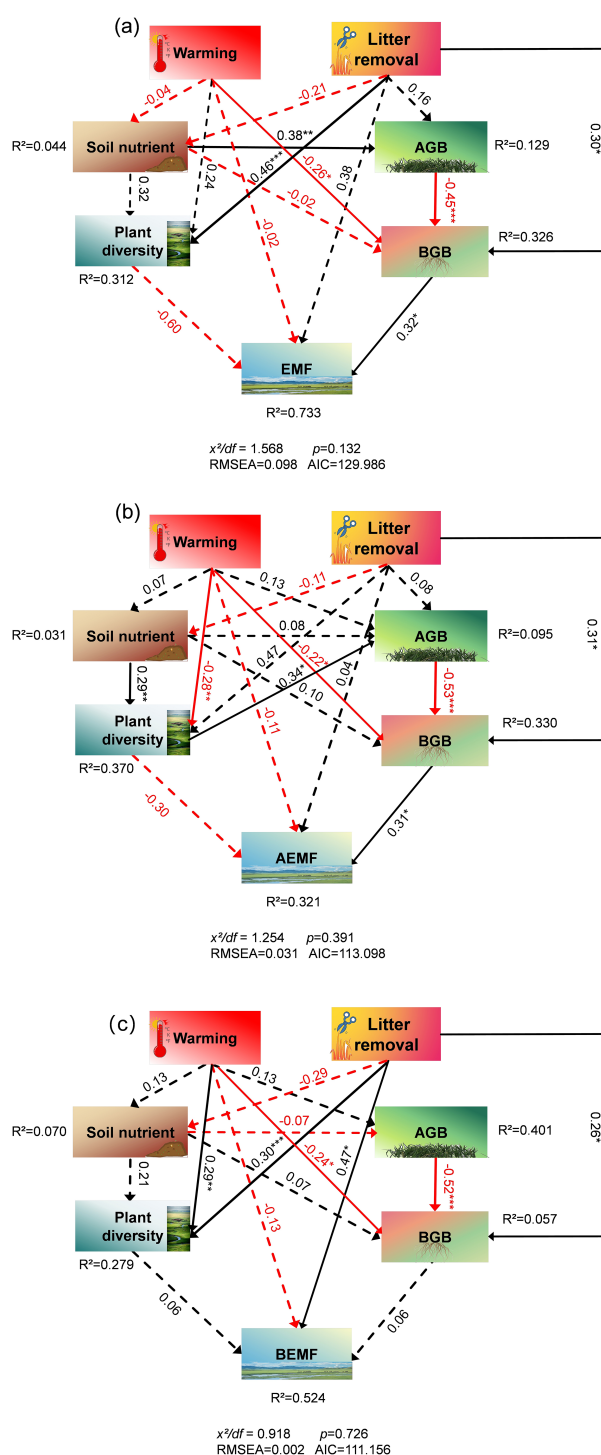 (a)
Warming
Litter
removal
-0.04
-0.21
0.16
0.30*
R²=0.044
Soil nutrient
0.38**
AGB
R²=0.129
0.32
0.24
0.46***
-0.26*
0.38
-0.45***
-0.02
Plant
diversity
-0.02
BGB
R²=0.326
R²=0.312
-0.60
0.32*
EMF
R²=0.733
x²/df = 1.568 p=0.132
RMSEA=0.098 AIC=129.986
(b)
Warming
Litter
removal
0.07
0.13
-0.11
0.08
0.31*
R²=0.031
Soil nutrient
0.08
AGB
R²=0.095
0.29**
-0.28**
0.47
0.34*
-0.22*
0.10
0.04
-0.53***
Plant
diversity
-0.11
BGB
R²=0.330
R²=0.370
-0.30
0.31*
AEMF
R²=0.321
x²/df = 1.254 p=0.391
RMSEA=0.031 AIC=113.098
(c)
Warming
Litter
removal
0.13
0.13
-0.29
0.26*
R²=0.070
Soil nutrient
-0.07
AGB
R²=0.401
0.21
0.29**
0.30***
-0.24*
0.47*
0.07
-0.52***
Plant
diversity
-0.13
BGB
R²=0.057
R²=0.279
0.06
0.06
BEMF
R²=0.524
x²/df = 0.918 p=0.726
RMSEA=0.002 AIC=111.156